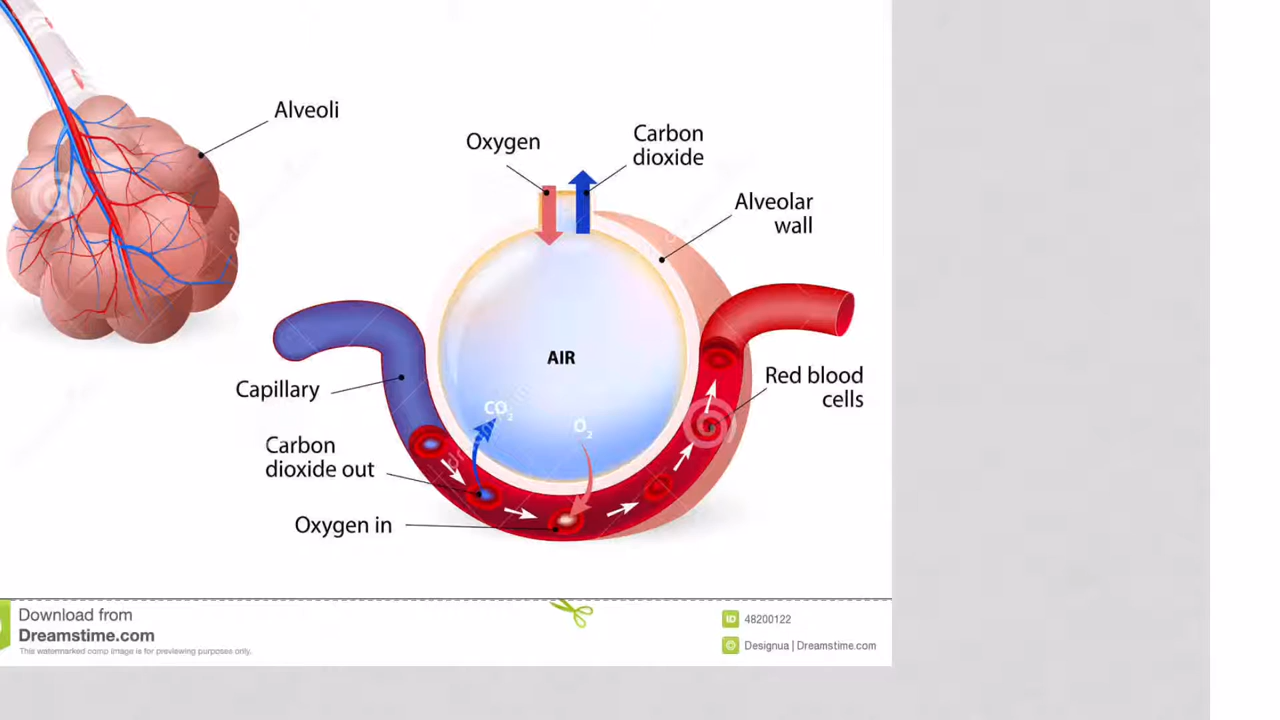 Alveoli
Oxygen
Carbon
dioxide
Alveolar
wall
AIR
Capillary
CO2
O2
Red blood
cells
Carbon
dioxide out
Oxygen in
Download from
Dreamstime.com
This watermarked comp image is for previewing purposes only.
ID 48200122
© Designua | Dreamstime.com